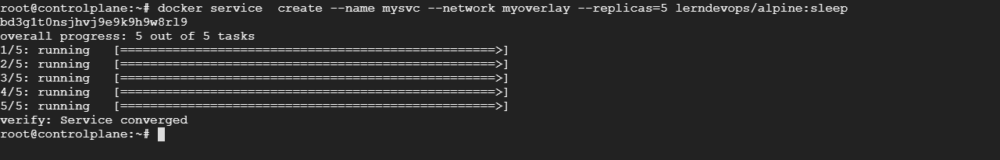 root@controlplane:~# docker service  create --name mysvc --network myoverlay --replicas=5 lerndevops/alpine:sleep
bd3g1t0nsjhvj9e9k9h9w8rl9
overall progress: 5 out of 5 tasks
1/5: running   [==================================================>]
2/5: running   [==================================================>]
3/5: running   [==================================================>]
4/5: running   [==================================================>]
5/5: running   [==================================================>]
verify: Service converged
root@controlplane:~#